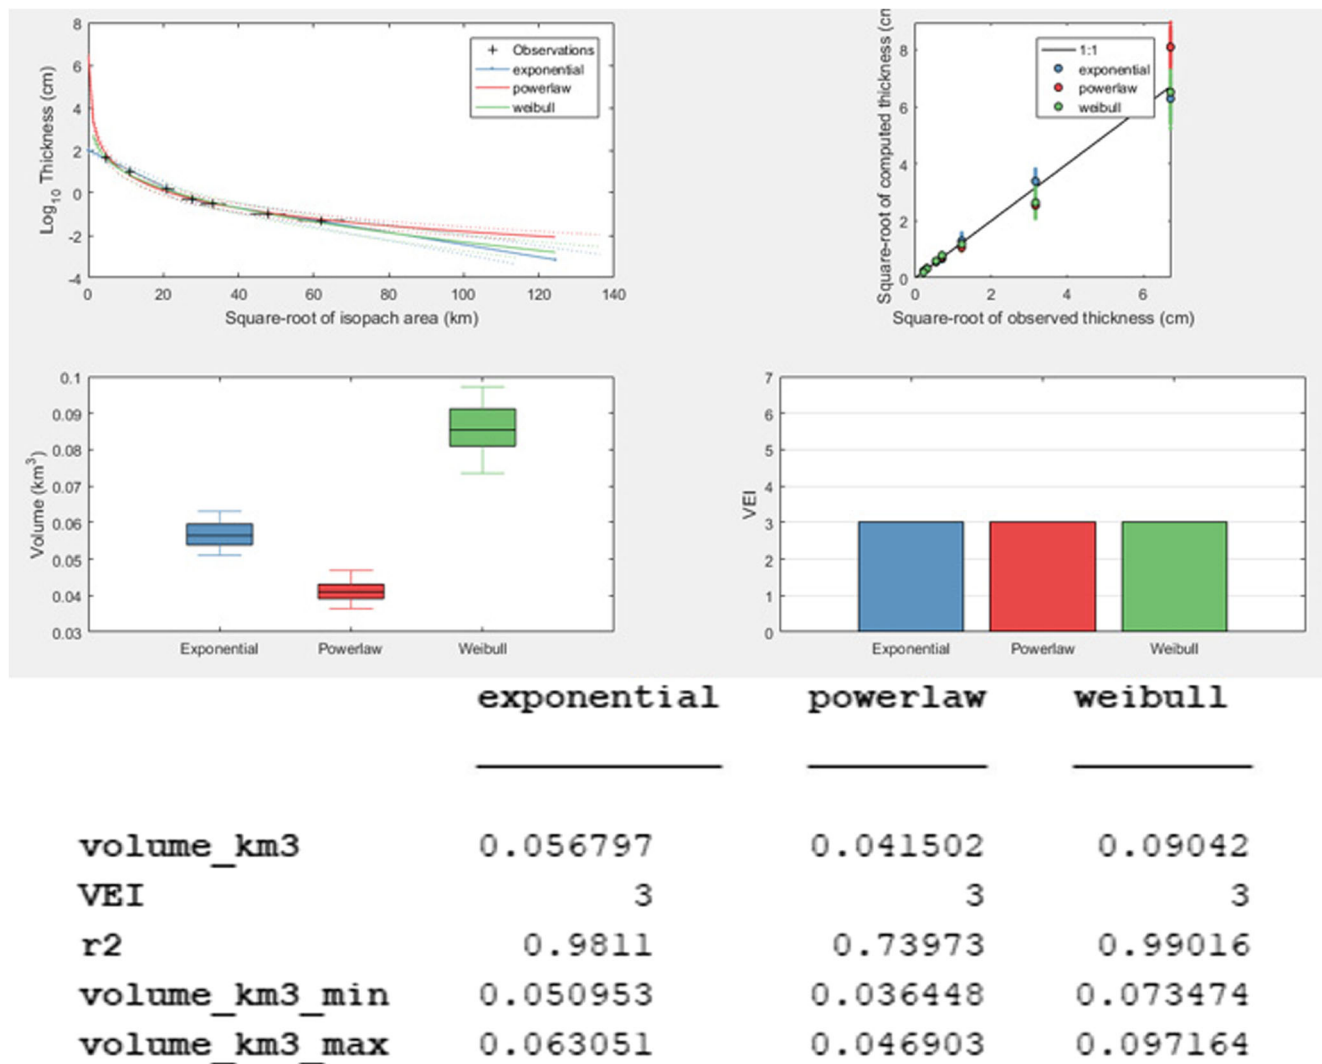 8
6
4
2
0
-2
-4
Log10 Thickness (cm)
Observations
exponential
powerlaw
weibull
0 20 40 60 80 100 120 140
Square-root of isopach area (km)
8
6
4
2
0
Square-root of computed thickness (cm
1:1
exponential
powerlaw
weibull
0 2 4 6
Square-root of observed thickness (cm)
0.1
0.09
0.08
0.07
0.06
0.05
0.04
0.03
Volume (km3)
Exponential Powerlaw Weibull
7
6
5
4
3
2
1
0
VEI
Exponential Powerlaw Weibull
exponential powerlaw weibull
volume_km3 0.056797 0.041502 0.09042
VEI 3 3 3
r2 0.9811 0.73973 0.99016
volume_km3_min 0.050953 0.036448 0.073474
volume_km3_max 0.063051 0.046903 0.097164